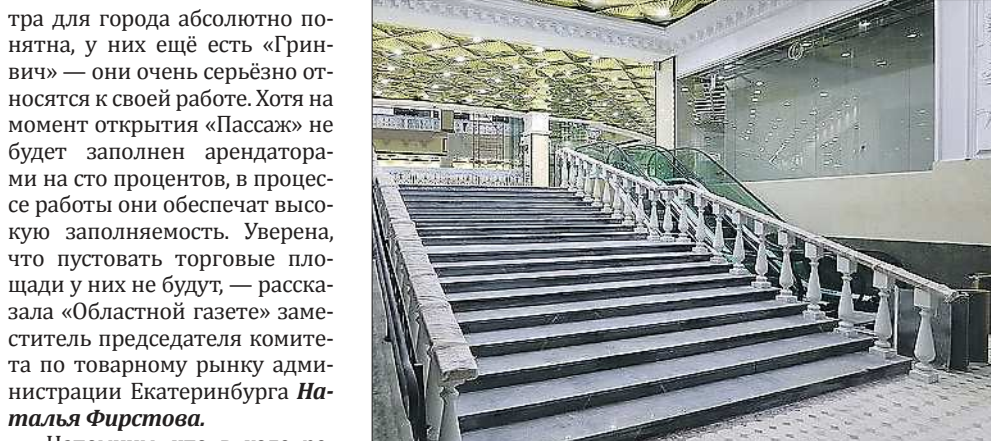 тра для города абсолютно по-
нятна, у них ещё есть «Грин-
вич» — они очень серьёзно от-
носятся к своей работе. Хотя на
момент открытия «Пассаж» не
будет заполнен арендатора-
ми на сто процентов, в процес-
се работы они обеспечат высо-
кую заполняемость. Уверена,
что пустовать торговые пло-
щади у них не будут, — расска-
зала «Областной газете» заме-
ститель председателя комите-
та по товарному рынку адми-
нистрации Екатеринбурга На-
талья Фирстова.